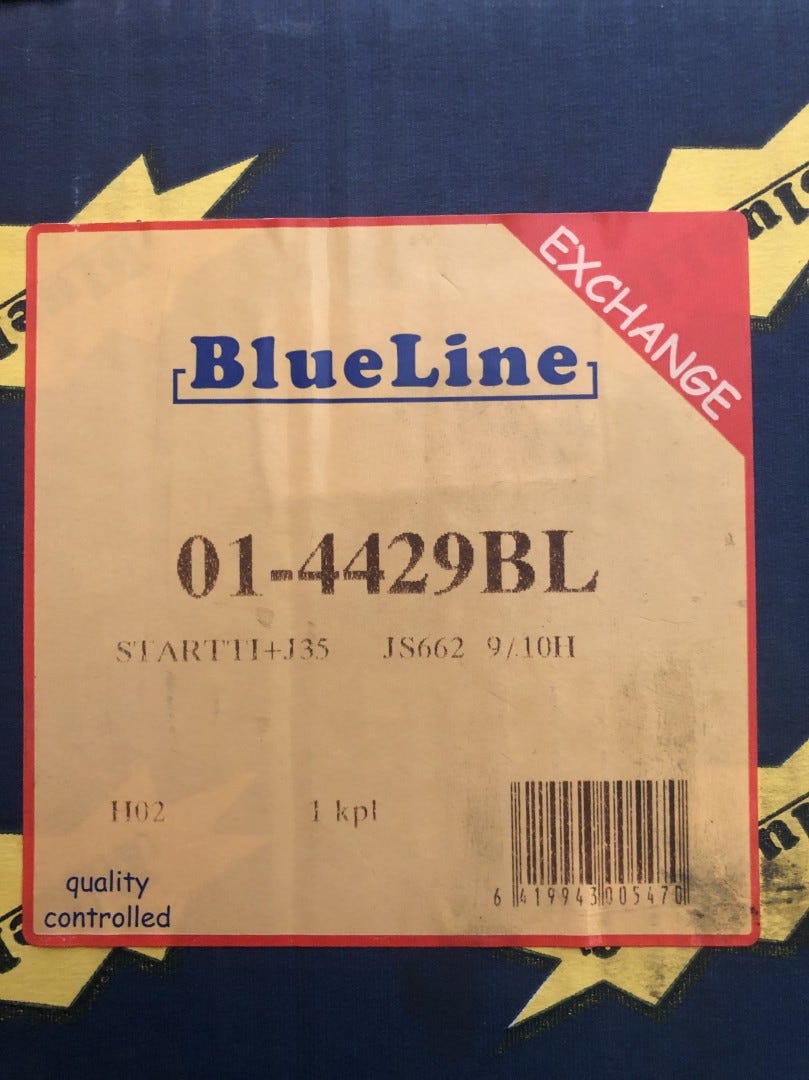 EXCHANGE
BlueLine
01-4429BL
STARTTI+J35 JS662 9/10H
H02 1 kpl
quality
controlled
6 419943 005470